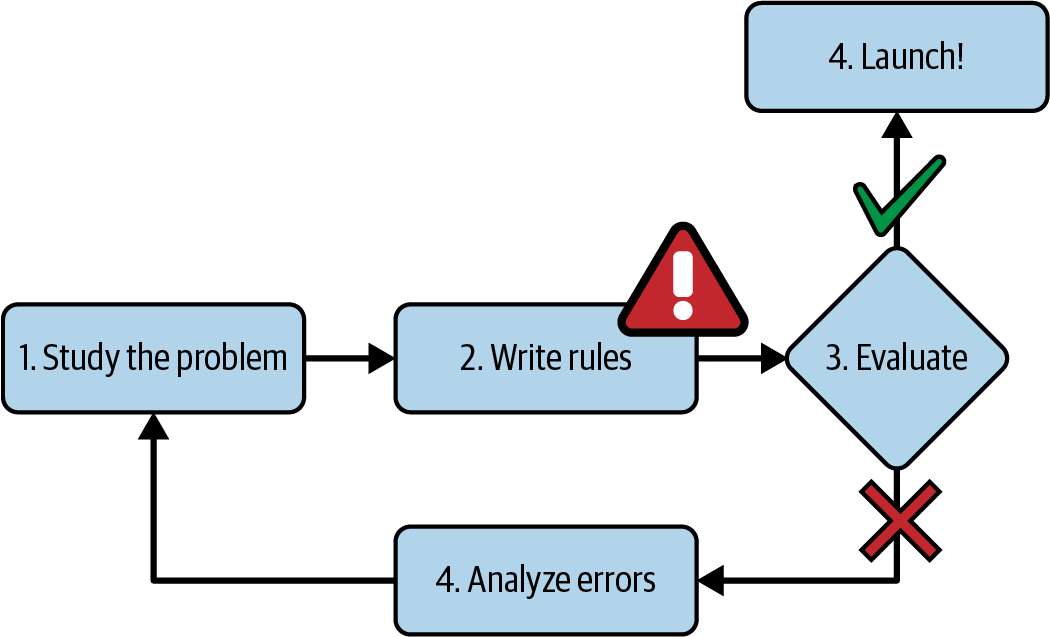 4. Launch!
1. Study the problem
2. Write rules
3. Evaluate
4. Analyze errors